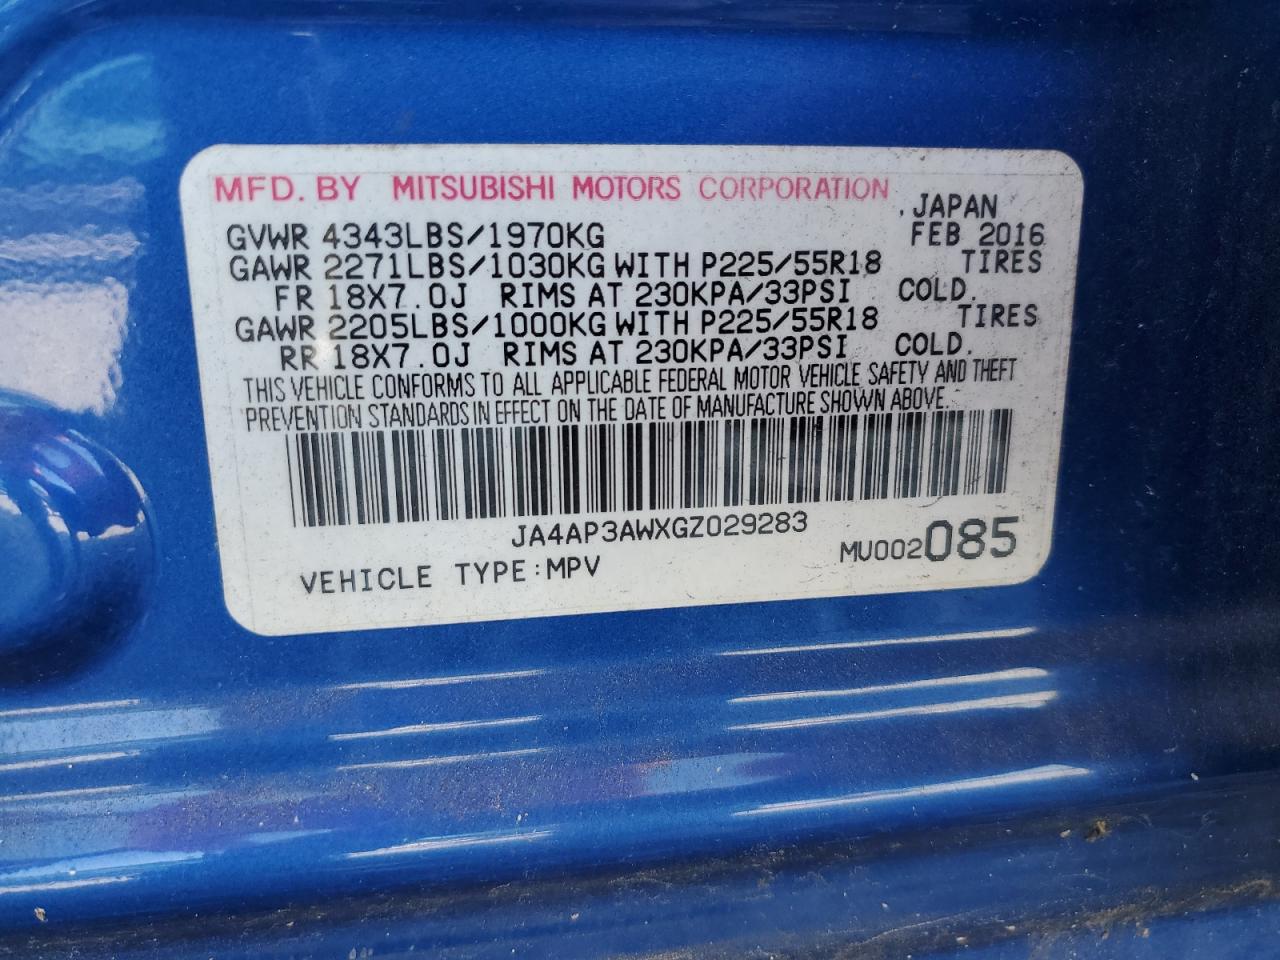 MFD. BY MITSUBISHI MOTORS CORPORATION
JAPAN
GVWR 4343LBS/1970KG FEB 2016
GAWR 2271LBS/1030KG WITH P225/55R18 TIRES
FR 18X7.0J RIMS AT 230KPA/33PSI COLD.
GAWR 2205LBS/1000KG WITH P225/55R18 TIRES
RR 18X7.0J RIMS AT 230KPA/33PSI COLD.
THIS VEHICLE CONFORMS TO ALL APPLICABLE FEDERAL MOTOR VEHICLE SAFETY AND THEFT
PREVENTION STANDARDS IN EFFECT ON THE DATE OF MANUFACTURE SHOWN ABOVE.
JA4AP3AWXGZ029283
VEHICLE TYPE:MPV MU002085